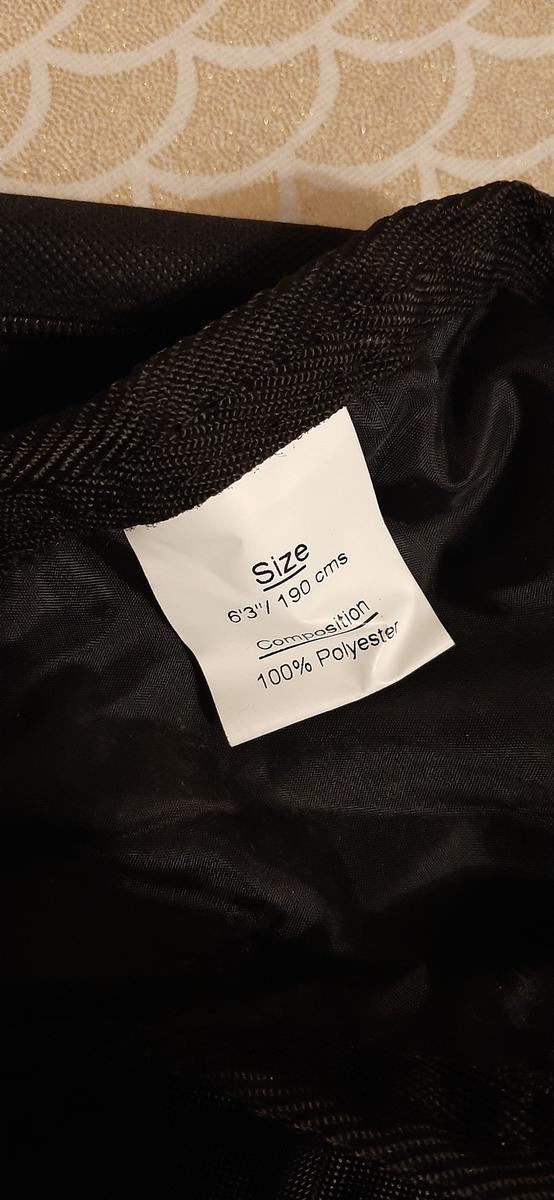 Size
6'3"/ 190 cms
Composition
100% Polyester